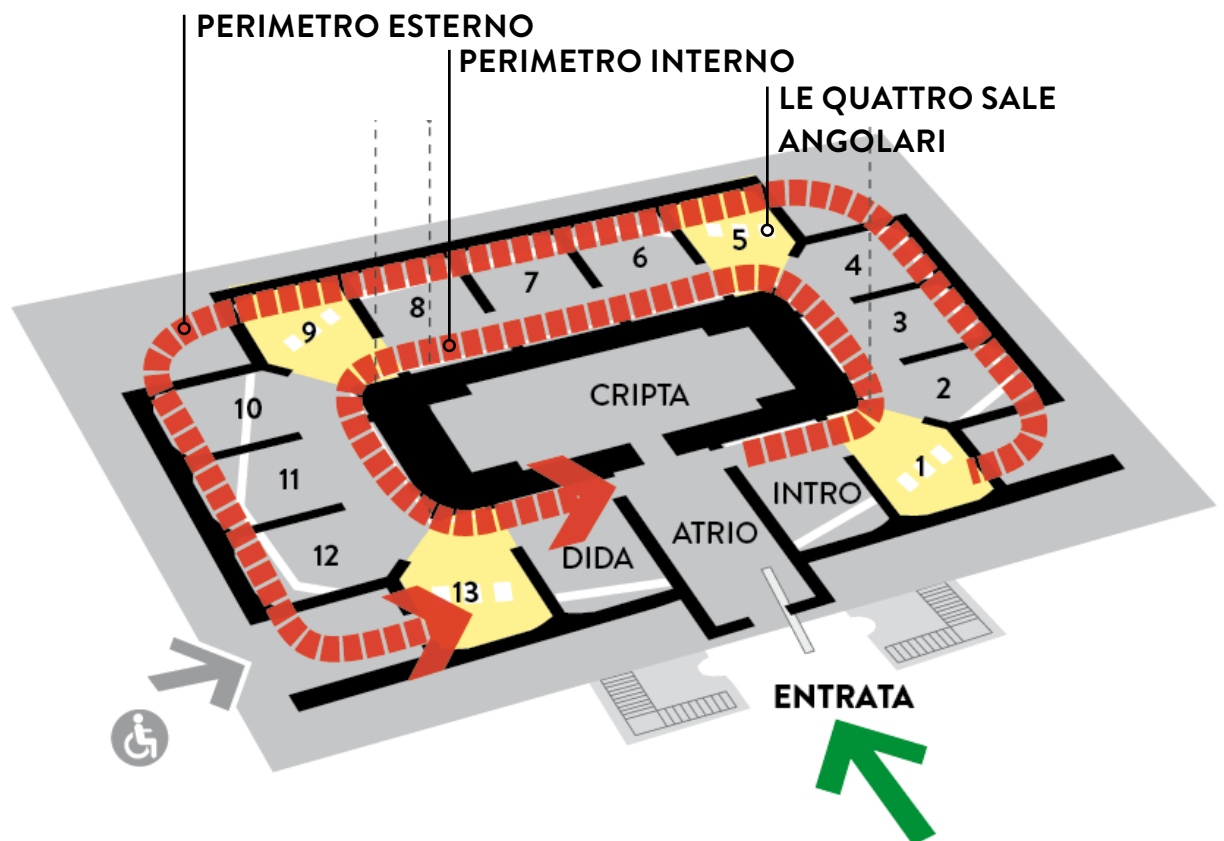 PERIMETRO ESTERNO
PERIMETRO INTERNO
LE QUATTRO SALE
ANGOLARI
5
4
6
7
8
3
9
2
CRIPTA
10
1
11
INTRO
ATRIO
12
DIDA
13
ENTRATA